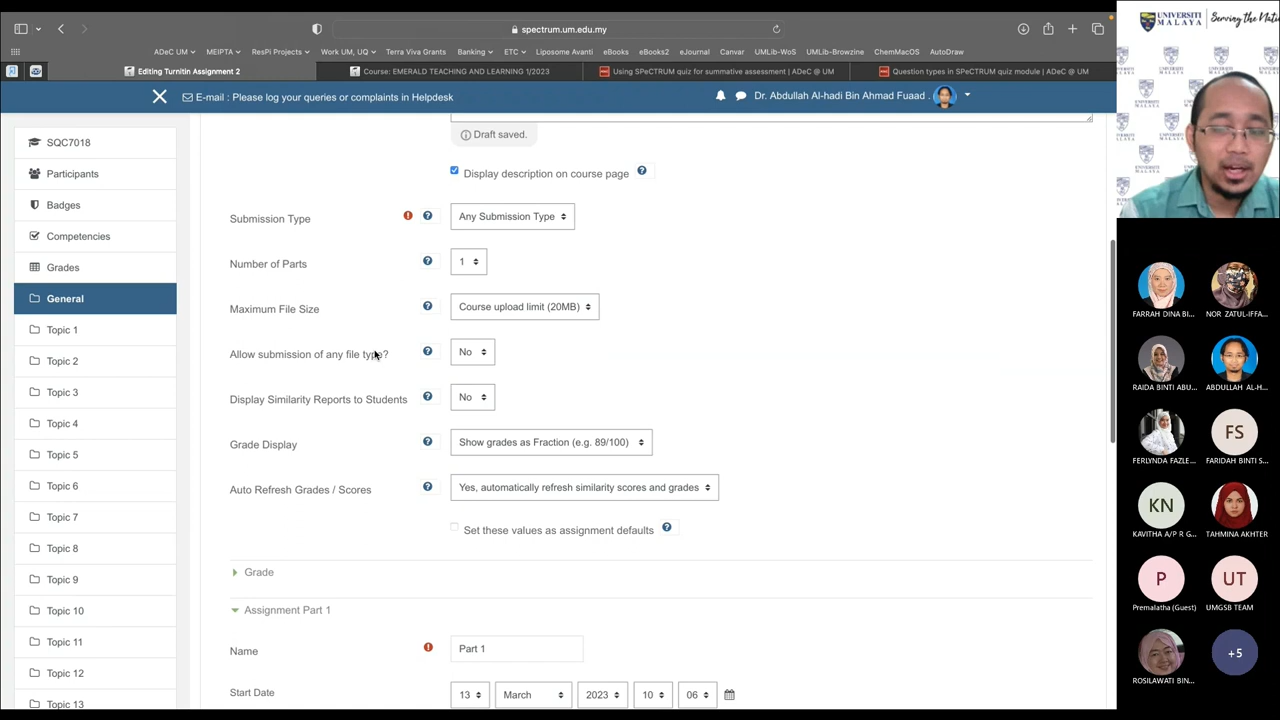 spectrum.um.edu.my
ADeC UM
MEIPTA
ResPi Projects
Work UM, UQ
Terra Viva Grants
Banking
ETC
Liposome Avanti
eBooks
eBooks2
eJournal
Canvar
UMLib-WoS
UMLib-Browzine
ChemMacOS
AutoDraw
Editing Turnitin Assignment 2
Course: EMERALD TEACHING AND LEARNING (1/2023
Using SPeCTRUM quiz for summative assessment | ADeC @ UM
Question types in SPeCTRUM quiz module | ADeC @ UM
E-mail : Please log your queries or complaints in Helpdesk
Dr. Abdullah Al-hadi Bin Ahmad Fuaad .
SQC7018
Participants
Badges
Competencies
Grades
General
Topic 1
Topic 2
Topic 3
Topic 4
Topic 5
Topic 6
Topic 7
Topic 8
Topic 9
Topic 10
Topic 11
Topic 12
Topic 13
Draft saved.
Display description on course page
Submission Type
Any Submission Type
Number of Parts
1
Maximum File Size
Course upload limit (20MB)
Allow submission of any file type?
No
Display Similarity Reports to Students
No
Grade Display
Show grades as Fraction (e.g. 89/100)
Auto Refresh Grades / Scores
Yes, automatically refresh similarity scores and grades
Set these values as assignment defaults
Grade
Assignment Part 1
Name
Part 1
Start Date
13
March
2023
10
06
UNIVERSITI
MALAYA
Serving the Nati
FARRAH DINA BI...
NOR ZATUL-IFFA...
RAIDA BINTI ABU...
ABDULLAH AL-H...
FERLYNDA FAZLE...
FS
FARIDAH BINTI S...
KN
KAVITHA A/P R G...
TAHMINA AKHTER
P
Premalatha (Guest)
UT
UMGSB TEAM
ROSILAWATI BIN...
+5